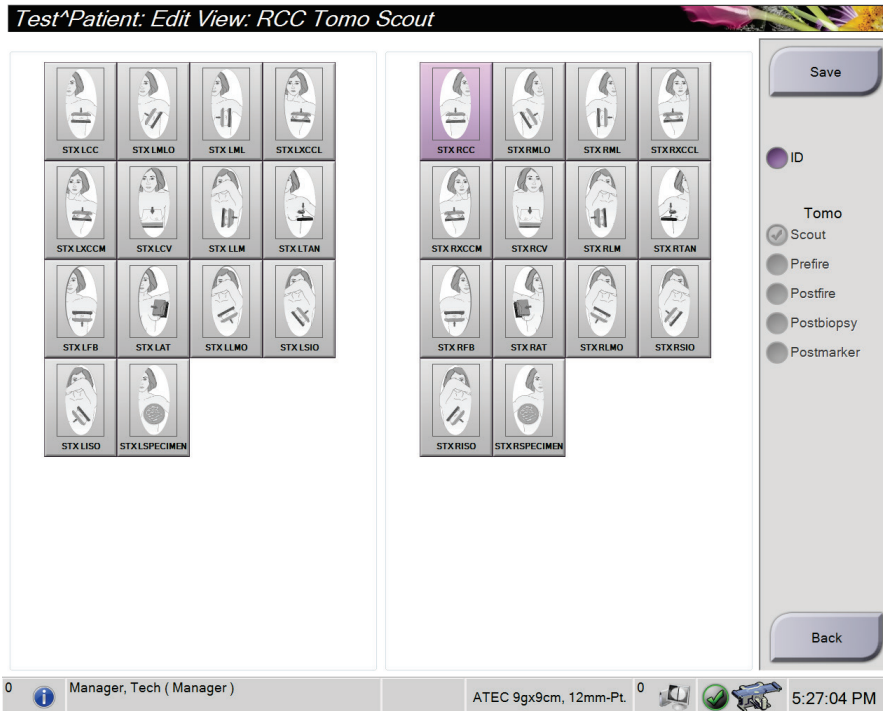 Test^Patient: Edit View: RCC Tomo Scout
STX LCC
STX LMLO
STX LML
STX LXCCL
STX LXCCM
STX LCV
STX LLM
STX LTAN
STX LFB
STX LAT
STX LLMO
STX LSIO
STX LISO
STX LSPECIMEN
STX RCC
STX RMLO
STX RML
STX RXCCL
STX RXCCM
STX RCV
STX RLM
STX RTAN
STX RFB
STX RAT
STX RLMO
STX RSIO
STX RISO
STX RSPECIMEN
Save
ID
Tomo
Scout
Prefire
Postfire
Postbiopsy
Postmarker
Back
0
Manager, Tech ( Manager )
ATEC 9gx9cm, 12mm-Pt.
0
5:27:04 PM